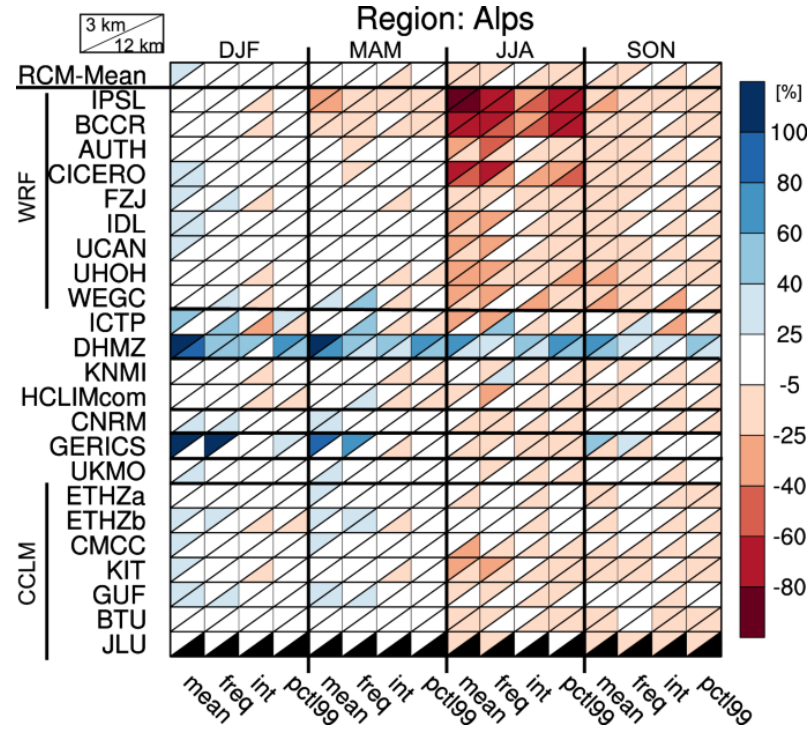 Region: Alps
3 km
12 km
DJF MAM JJA SON
RCM-Mean
IPSL
BCCR
AUTH
CICERO
FZJ
IDL
UCAN
UHOH
WEGC
WRF
ICTP
DHMZ
KNMI
HCLIMcom
CNRM
GERICS
UKMO
ETHZa
ETHZb
CMCC
KIT
GUF
BTU
JLU
CCLM
mean freq int pctl99 mean freq int pctl99 mean freq int pctl99 mean freq int pctl99
[%]
100
80
60
40
25
-5
-25
-40
-60
-80